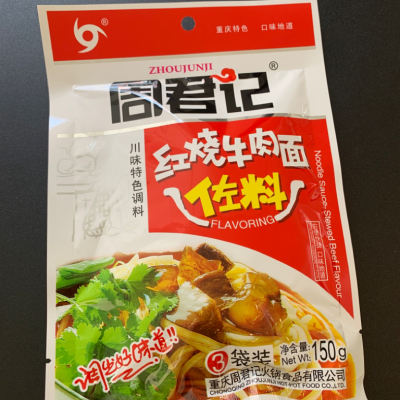 ®
重庆特色 口味地道
ZHOUJUNJI
周君记®
川味特色调料
红烧牛肉面
佐料
FLAVORING
Noodle Sauce-Stewed Beef Flavour
调出好味道!!
3袋装
净含量:
Net Wt: 150g
重庆周君记火锅食品有限公司
CHONGQING ZHOUJUNJI HOT-POT FOOD CO.,LTD.